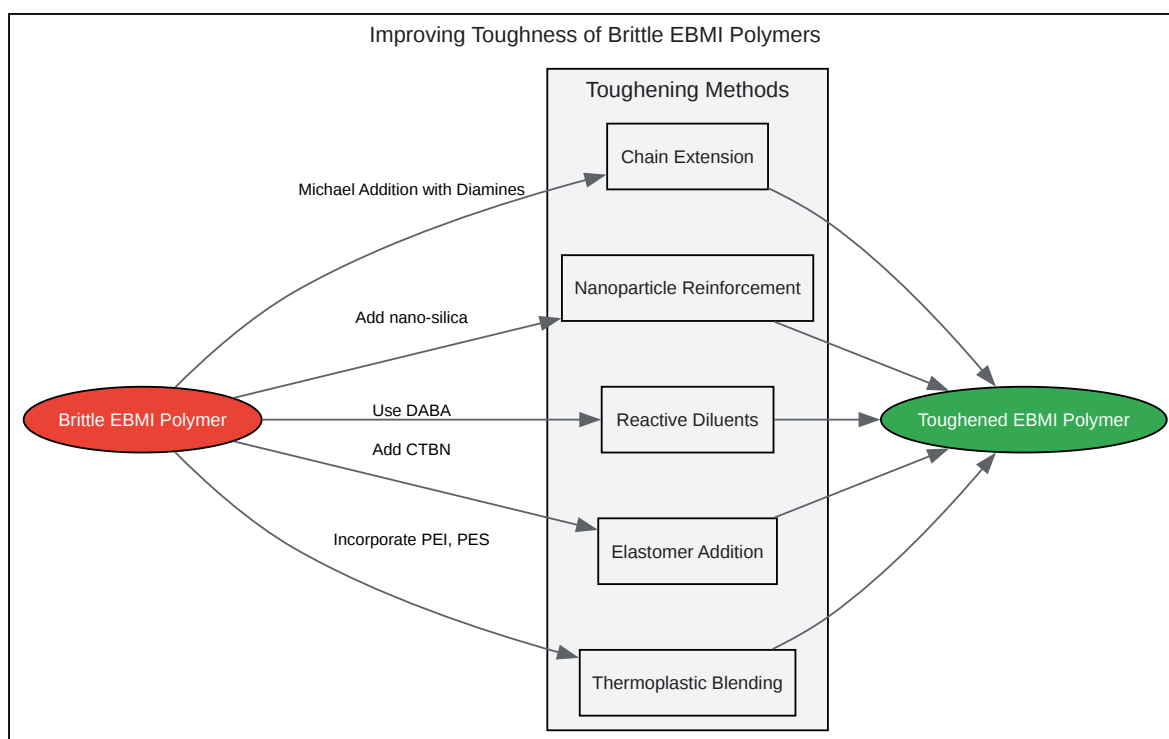 Improving Toughness of Brittle EBMI Polymers
Toughening Methods
Chain Extension
Michael Addition with Diamines
Nanoparticle Reinforcement
Add nano-silica
Brittle EBMI Polymer
Use DABA
Reactive Diluents
Toughened EBMI Polymer
Add CTBN
Elastomer Addition
Incorporate PEI, PES
Thermoplastic Blending